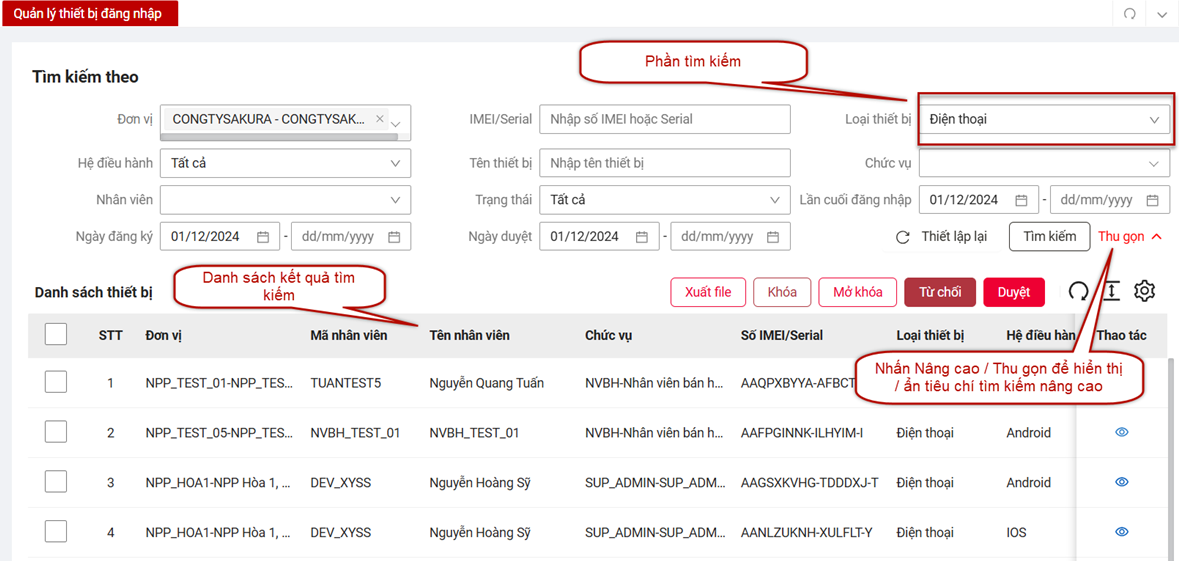 Quản lý thiết bị đăng nhập
Phần tìm kiếm
Tìm kiếm theo
Đơn vị CONGTYSAKURA - CONGTYSAK... × IMEI/Serial Nhập số IMEI hoặc Serial Loại thiết bị Điện thoại
Hệ điều hành Tất cả Tên thiết bị Nhập tên thiết bị Chức vụ
Nhân viên Trạng thái Tất cả Lần cuối đăng nhập 01/12/2024 - dd/mm/yyyy
Ngày đăng ký 01/12/2024 - dd/mm/yyyy Ngày duyệt 01/12/2024 - dd/mm/yyyy Thiết lập lại Tìm kiếm Thu gọn
Danh sách kết quả tìm
kiếm
Danh sách thiết bị Xuất file Khóa Mở khóa Từ chối Duyệt
STT Đơn vị Mã nhân viên Tên nhân viên Chức vụ Số IMEI/Serial Loại thiết bị Hệ điều hàn Thao tác
Nhấn Nâng cao / Thu gọn để hiển thị
/ ẩn tiêu chí tìm kiếm nâng cao
1 NPP_TEST_01-NPP_TES... TUANTEST5 Nguyễn Quang Tuấn NVBH-Nhân viên bán h... AAQPXBYYA-AFBCT
2 NPP_TEST_05-NPP_TES... NVBH_TEST_01 NVBH_TEST_01 NVBH-Nhân viên bán h... AAFPGINNK-ILHYIM-I Điện thoại Android
3 NPP_HOA1-NPP Hòa 1, ... DEV_XYSS Nguyễn Hoàng Sỹ SUP_ADMIN-SUP_ADM... AAGSXKVHG-TDDDXJ-T Điện thoại Android
4 NPP_HOA1-NPP Hòa 1, ... DEV_XYSS Nguyễn Hoàng Sỹ SUP_ADMIN-SUP_ADM... AANLZUKNH-XULFLT-Y Điện thoại IOS